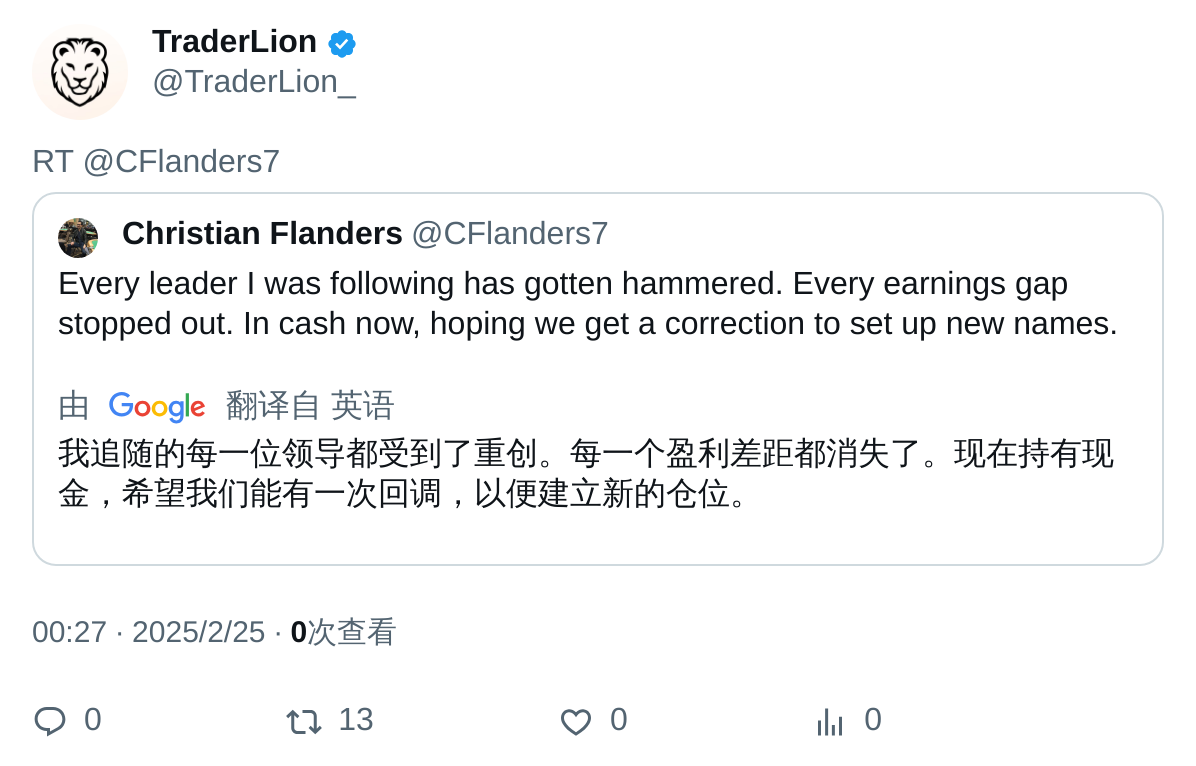 TraderLion
@TraderLion_
RT @CFlanders7
Christian Flanders @CFlanders7
Every leader I was following has gotten hammered. Every earnings gap
stopped out. In cash now, hoping we get a correction to set up new names.
由 Google 翻译自 英语
我追随的每一位领导都受到了重创。每一个盈利差距都消失了。现在持有现
金，希望我们能有一次回调，以便建立新的仓位。
00:27 · 2025/2/25 · 0次查看
0 13 0 0